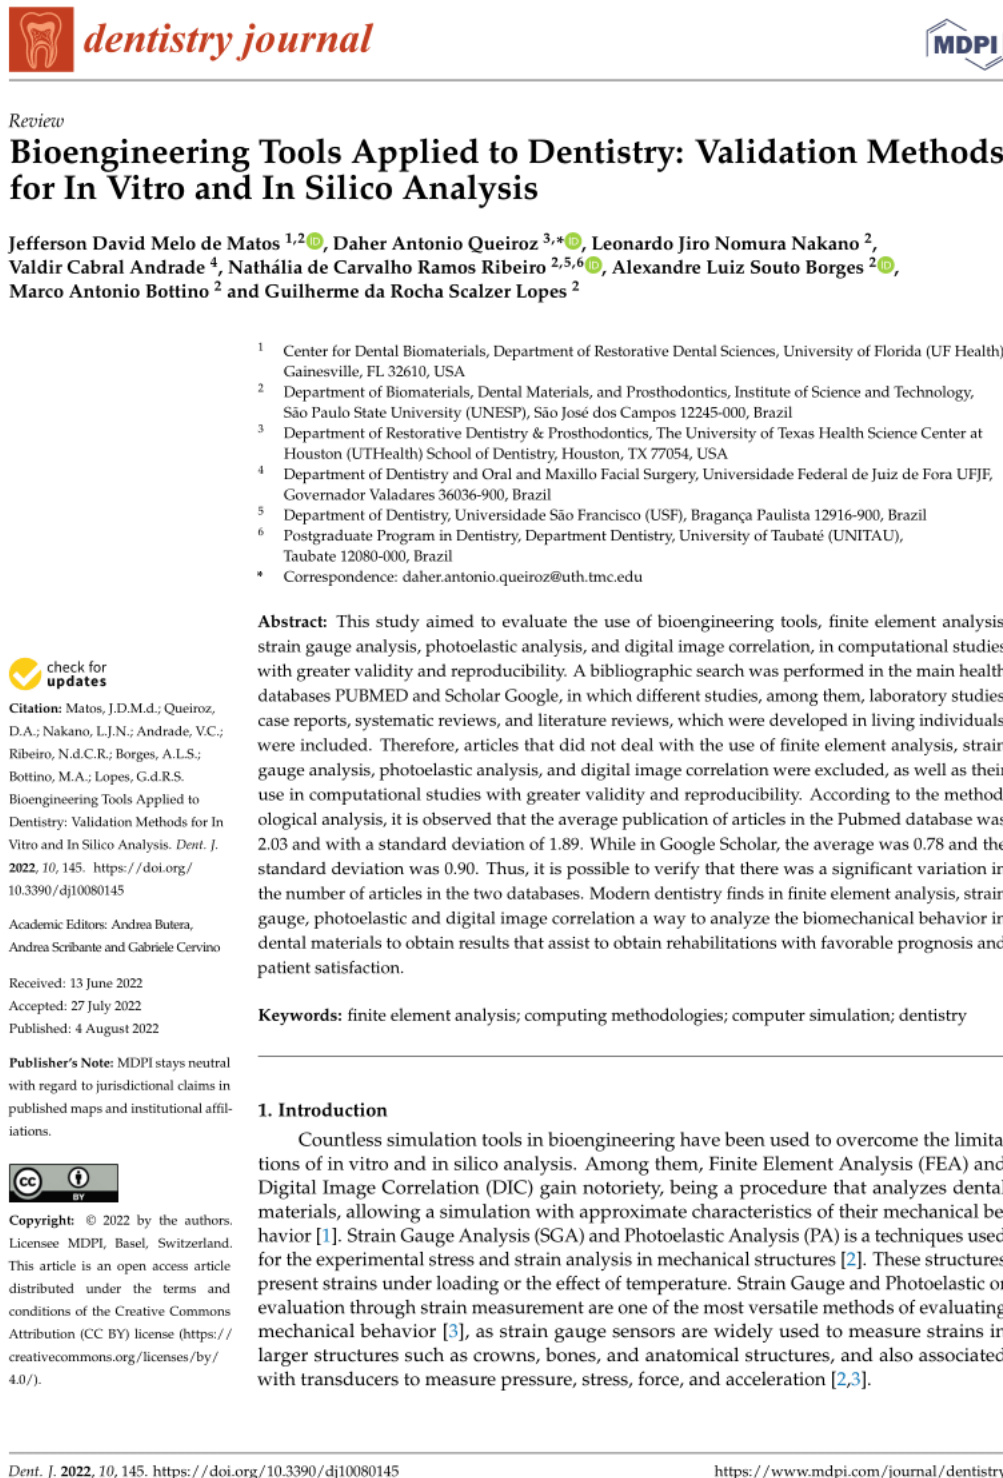 dentistry journal
MDPI
Review
Bioengineering Tools Applied to Dentistry: Validation Methods
for In Vitro and In Silico Analysis
Jefferson David Melo de Matos 1,2 iD, Daher Antonio Queiroz 3,* iD, Leonardo Jiro Nomura Nakano 2,
Valdir Cabral Andrade 4, Nathália de Carvalho Ramos Ribeiro 2,5,6 iD, Alexandre Luiz Souto Borges 2 iD,
Marco Antonio Bottino 2 and Guilherme da Rocha Scalzer Lopes 2
1 Center for Dental Biomaterials, Department of Restorative Dental Sciences, University of Florida (UF Health)
Gainesville, FL 32610, USA
2 Department of Biomaterials, Dental Materials, and Prosthodontics, Institute of Science and Technology,
São Paulo State University (UNESP), São José dos Campos 12245-000, Brazil
3 Department of Restorative Dentistry & Prosthodontics, The University of Texas Health Science Center at
Houston (UTHealth) School of Dentistry, Houston, TX 77054, USA
4 Department of Dentistry and Oral and Maxillo Facial Surgery, Universidade Federal de Juiz de Fora UFJF,
Governador Valadares 36036-900, Brazil
5 Department of Dentistry, Universidade São Francisco (USF), Bragança Paulista 12916-900, Brazil
6 Postgraduate Program in Dentistry, Department Dentistry, University of Taubaté (UNITAU),
Taubate 12080-000, Brazil
* Correspondence: daher.antonio.queiroz@uth.tmc.edu
Abstract: This study aimed to evaluate the use of bioengineering tools, finite element analysis
strain gauge analysis, photoelastic analysis, and digital image correlation, in computational studies
with greater validity and reproducibility. A bibliographic search was performed in the main health
databases PUBMED and Scholar Google, in which different studies, among them, laboratory studies
case reports, systematic reviews, and literature reviews, which were developed in living individuals
were included. Therefore, articles that did not deal with the use of finite element analysis, strain
gauge analysis, photoelastic analysis, and digital image correlation were excluded, as well as their
use in computational studies with greater validity and reproducibility. According to the method
ological analysis, it is observed that the average publication of articles in the Pubmed database was
2.03 and with a standard deviation of 1.89. While in Google Scholar, the average was 0.78 and the
standard deviation was 0.90. Thus, it is possible to verify that there was a significant variation in
the number of articles in the two databases. Modern dentistry finds in finite element analysis, strain
gauge, photoelastic and digital image correlation a way to analyze the biomechanical behavior in
dental materials to obtain results that assist to obtain rehabilitations with favorable prognosis and
patient satisfaction.
Keywords: finite element analysis; computing methodologies; computer simulation; dentistry
check for
updates
Citation: Matos, J.D.M.d.; Queiroz,
D.A.; Nakano, L.J.N.; Andrade, V.C.;
Ribeiro, N.d.C.R.; Borges, A.L.S.;
Bottino, M.A.; Lopes, G.d.R.S.
Bioengineering Tools Applied to
Dentistry: Validation Methods for In
Vitro and In Silico Analysis. Dent. J.
2022, 10, 145. https://doi.org/
10.3390/dj10080145
Academic Editors: Andrea Butera,
Andrea Scribante and Gabriele Cervino
Received: 13 June 2022
Accepted: 27 July 2022
Published: 4 August 2022
Publisher's Note: MDPI stays neutral
with regard to jurisdictional claims in
published maps and institutional affil-
iations.
cc BY
Copyright: © 2022 by the authors.
Licensee MDPI, Basel, Switzerland.
This article is an open access article
distributed under the terms and
conditions of the Creative Commons
Attribution (CC BY) license (https://
creativecommons.org/licenses/by/
4.0/).
1. Introduction
Countless simulation tools in bioengineering have been used to overcome the limita
tions of in vitro and in silico analysis. Among them, Finite Element Analysis (FEA) and
Digital Image Correlation (DIC) gain notoriety, being a procedure that analyzes dental
materials, allowing a simulation with approximate characteristics of their mechanical be
havior [1]. Strain Gauge Analysis (SGA) and Photoelastic Analysis (PA) is a techniques used
for the experimental stress and strain analysis in mechanical structures [2]. These structures
present strains under loading or the effect of temperature. Strain Gauge and Photoelastic or
evaluation through strain measurement are one of the most versatile methods of evaluating
mechanical behavior [3], as strain gauge sensors are widely used to measure strains in
larger structures such as crowns, bones, and anatomical structures, and also associated
with transducers to measure pressure, stress, force, and acceleration [2,3].
Dent. J. 2022, 10, 145. https://doi.org/10.3390/dj10080145
https://www.mdpi.com/journal/dentistry